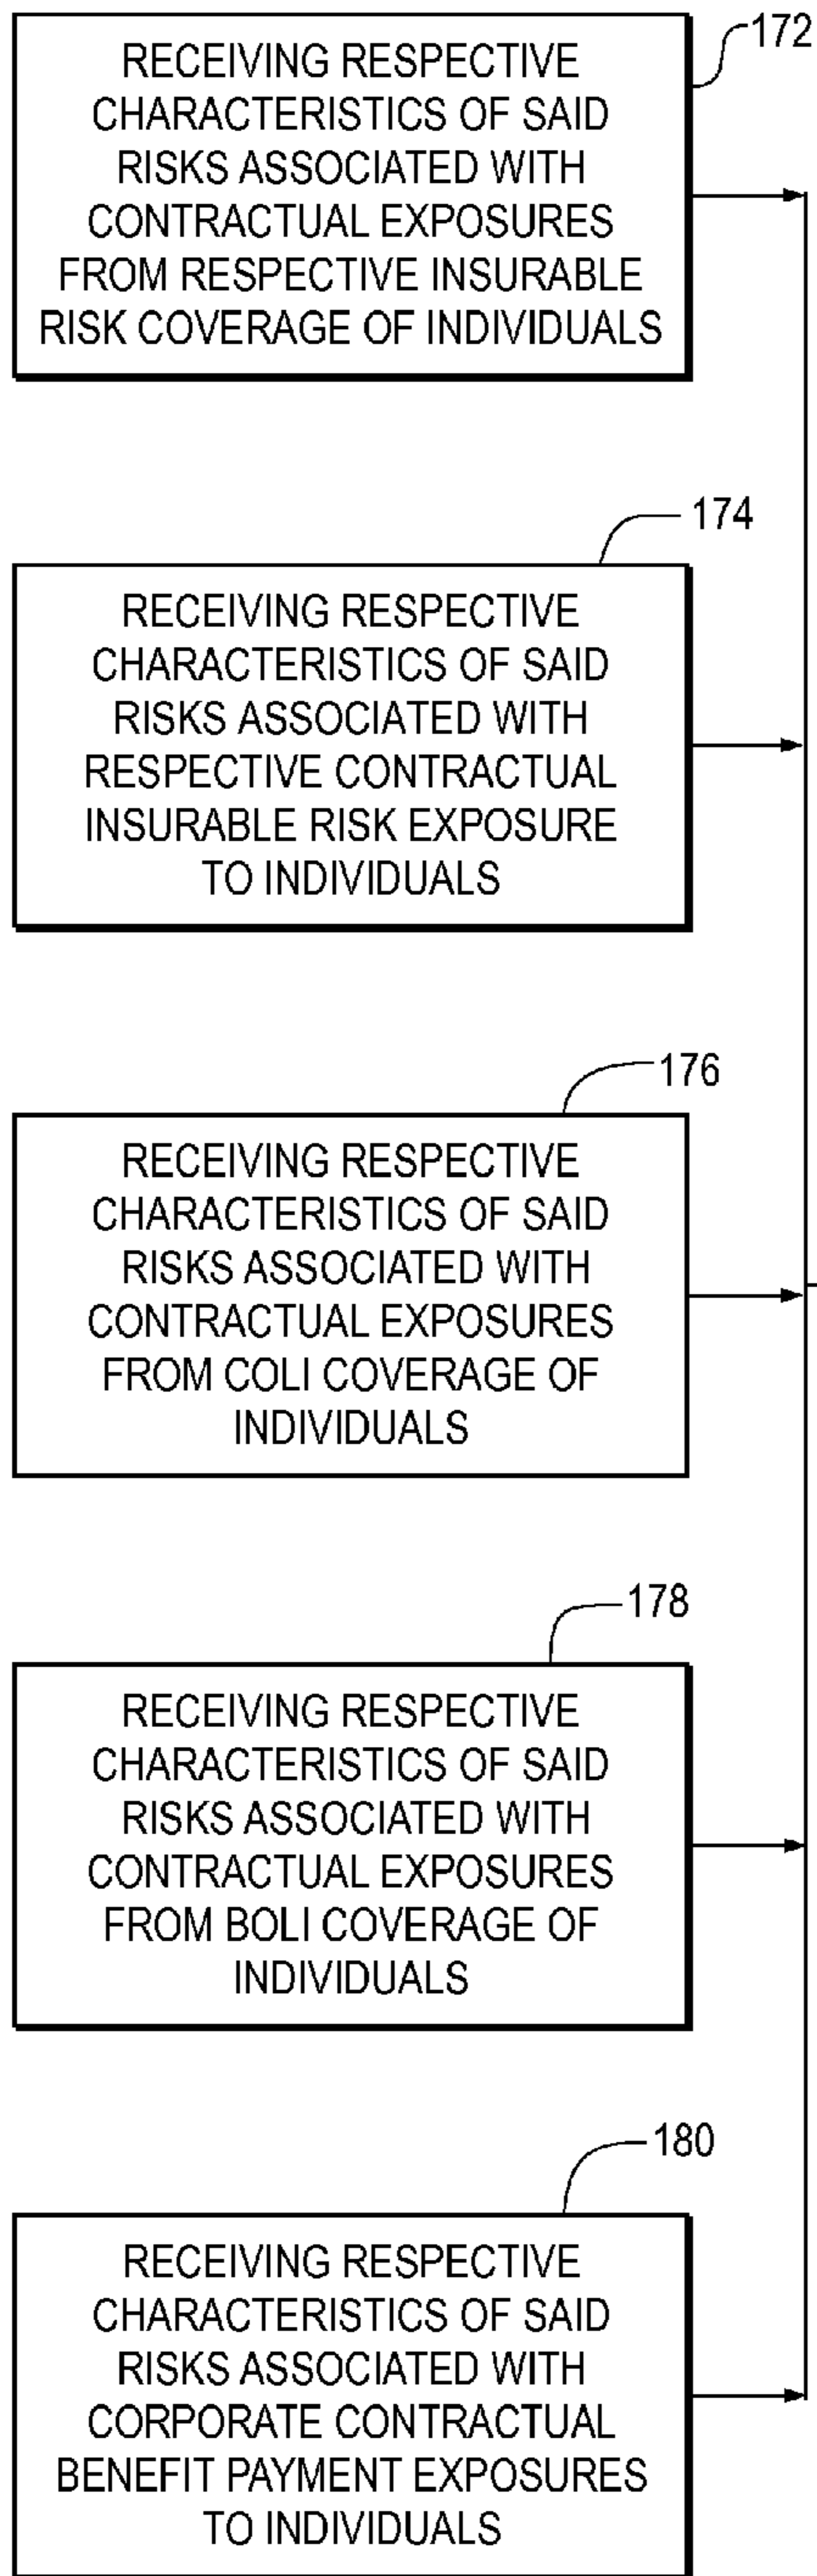 172
RECEIVING RESPECTIVE
CHARACTERISTICS OF SAID
RISKS ASSOCIATED WITH
CONTRACTUAL EXPOSURES
FROM RESPECTIVE INSURABLE
RISK COVERAGE OF INDIVIDUALS
174
RECEIVING RESPECTIVE
CHARACTERISTICS OF SAID
RISKS ASSOCIATED WITH
RESPECTIVE CONTRACTUAL
INSURABLE RISK EXPOSURE
TO INDIVIDUALS
176
RECEIVING RESPECTIVE
CHARACTERISTICS OF SAID
RISKS ASSOCIATED WITH
CONTRACTUAL EXPOSURES
FROM COLI COVERAGE OF
INDIVIDUALS
178
RECEIVING RESPECTIVE
CHARACTERISTICS OF SAID
RISKS ASSOCIATED WITH
CONTRACTUAL EXPOSURES
FROM BOLI COVERAGE OF
INDIVIDUALS
180
RECEIVING RESPECTIVE
CHARACTERISTICS OF SAID
RISKS ASSOCIATED WITH
CORPORATE CONTRACTUAL
BENEFIT PAYMENT EXPOSURES
TO INDIVIDUALS